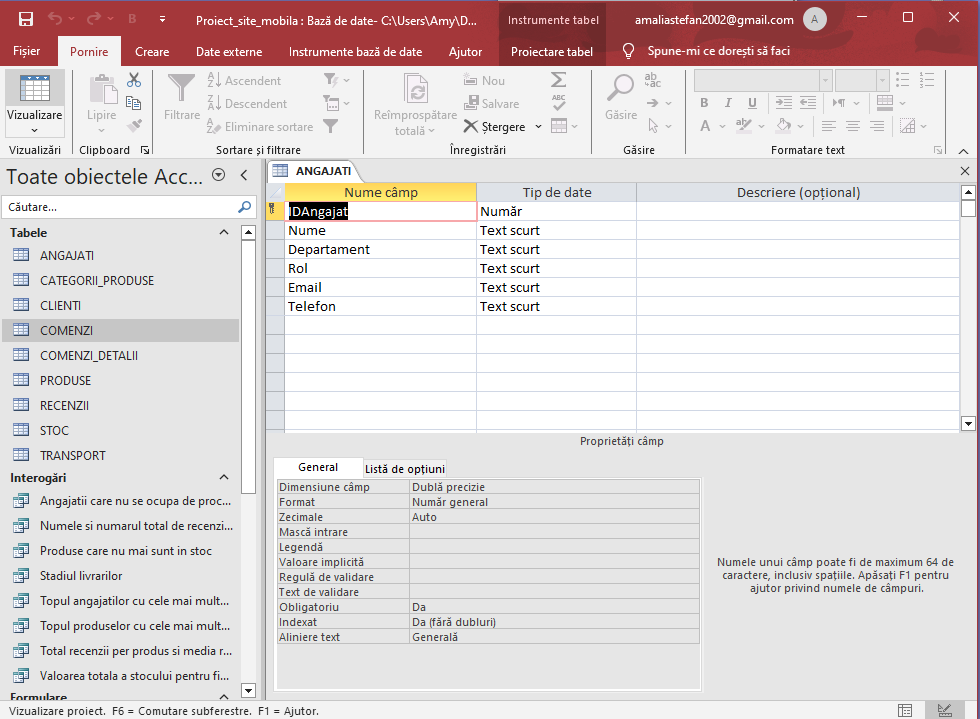 Proiect_site_mobila : Bază de date- C:\Users\Amy\D...
Instrumente tabel
amaliastefan2002@gmail.com
A
Fișier
Pornire
Creare
Date externe
Instrumente bază de date
Ajutor
Proiectare tabel
Spune-mi ce dorești să faci
Vizualizare
Lipire
Filtrare
Ascendent
Descendent
Eliminare sortare
Reîmprospătare totală
Nou
Salvare
Ștergere
Găsire
Vizualizări
Clipboard
Sortare și filtrare
Înregistrări
Găsire
Formatare text
Toate obiectele Acc...
Căutare...
Tabele
ANGAJATI
CATEGORII_PRODUSE
CLIENTI
COMENZI
COMENZI_DETALII
PRODUSE
RECENZII
STOC
TRANSPORT
Interogări
Angajatii care nu se ocupa de proc...
Numele si numarul total de recenzi...
Produse care nu mai sunt in stoc
Stadiul livrarilor
Topul angajatilor cu cele mai mult...
Topul produselor cu cele mai mult...
Total recenzii per produs si media r...
Valoarea totala a stocului pentru fi...
Formulare
ANGAJATI
Nume câmp Tip de date Descriere (opțional)
IDAngajat Număr
Nume Text scurt
Departament Text scurt
Rol Text scurt
Email Text scurt
Telefon Text scurt
Proprietăți câmp
General Listă de opțiuni
Dimensiune câmp Dublă precizie
Format Număr general
Zecimale Auto
Mască intrare
Legendă
Valoare implicită
Regulă de validare
Text de validare
Obligatoriu Da
Indexat Da (fără dubluri)
Aliniere text Generală
Numele unui câmp poate fi de maximum 64 de
caractere, inclusiv spațiile. Apăsați F1 pentru
ajutor privind numele de câmpuri.
Vizualizare proiect. F6 = Comutare subferestre. F1 = Ajutor.